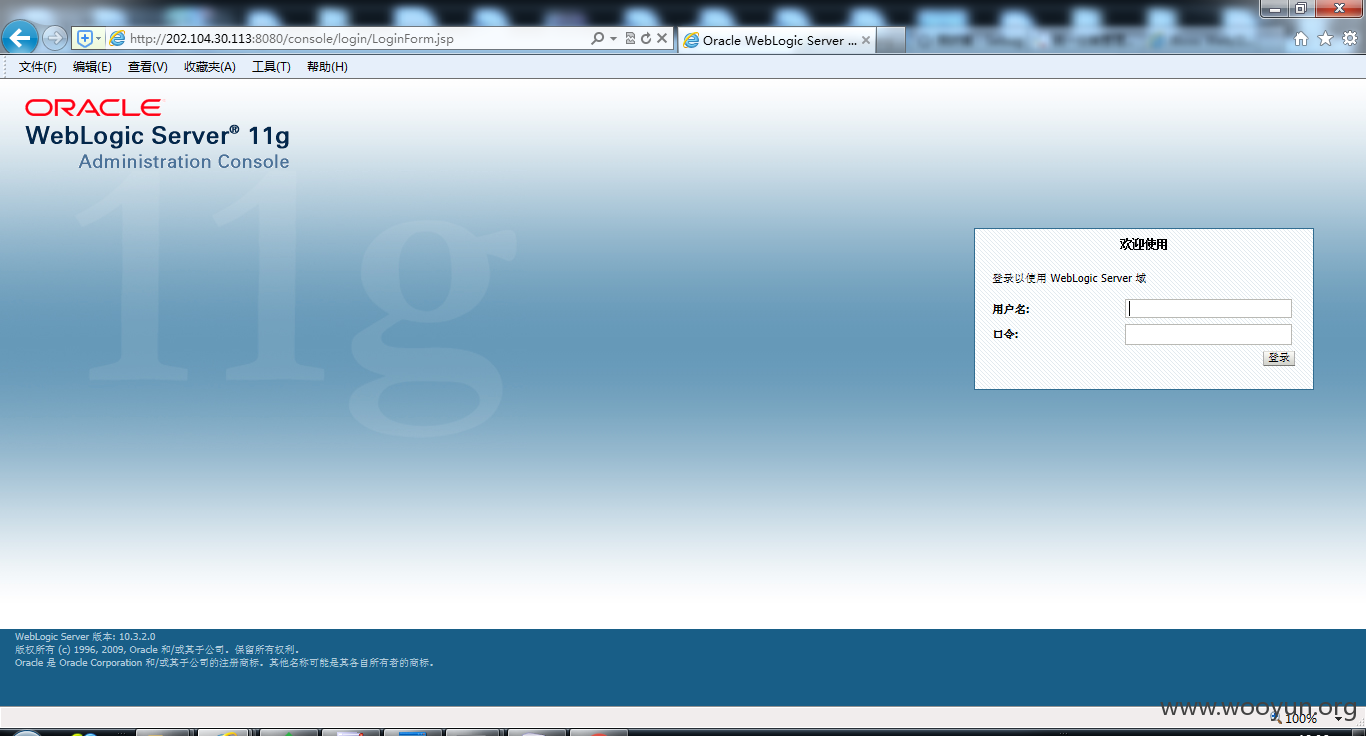 http://202.104.30.113:8080/console/login/LoginForm.jsp
Oracle WebLogic Server ...
文件(F) 编辑(E) 查看(V) 收藏夹(A) 工具(T) 帮助(H)
ORACLE
WebLogic Server® 11g
Administration Console
11g
欢迎使用
登录以使用 WebLogic Server 域
用户名:
口令:
登录
WebLogic Server 版本: 10.3.2.0
版权所有 (c) 1996, 2009, Oracle 和/或其子公司。保留所有权利。
Oracle 是 Oracle Corporation 和/或其子公司的注册商标。其他名称可能是其各自所有者的商标。
www.wooyun.org
100%